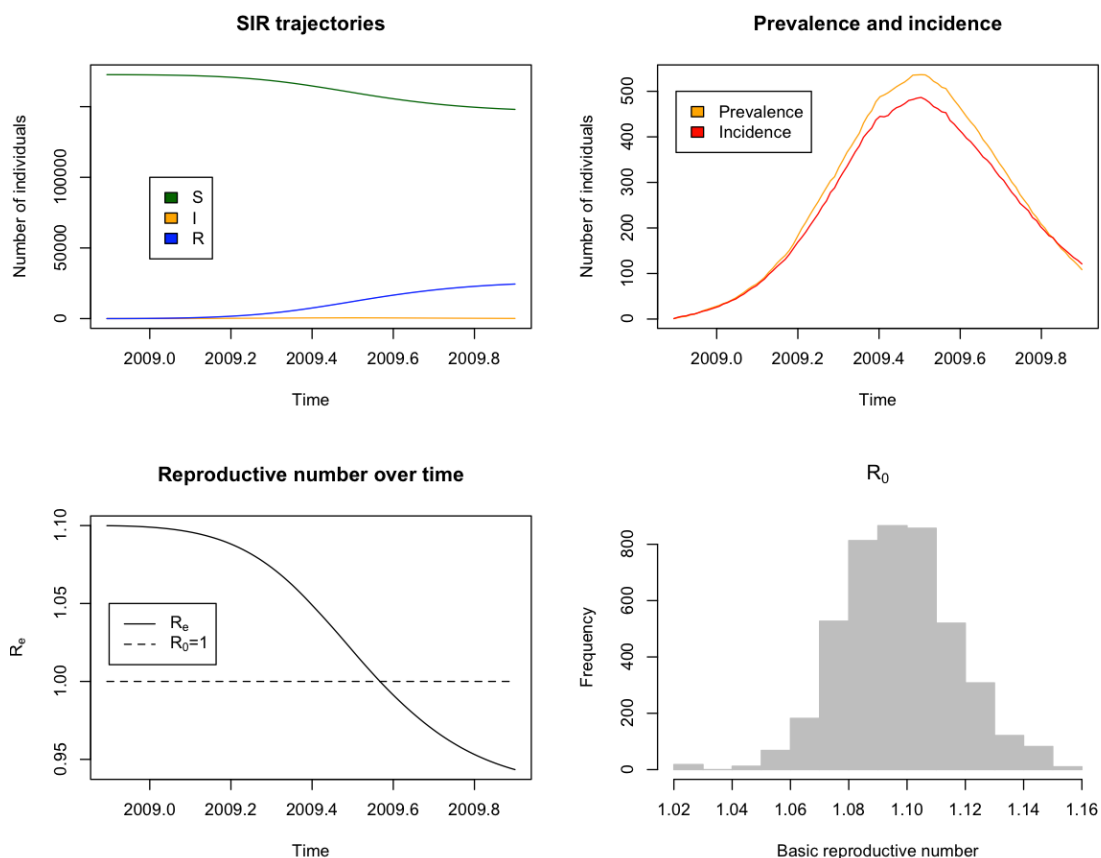 SIR trajectories
Number of individuals
100000
50000
0
S
I
R
2009.0 2009.2 2009.4 2009.6 2009.8
Time
Prevalence and incidence
Number of individuals
500
400
300
200
100
0
Prevalence
Incidence
2009.0 2009.2 2009.4 2009.6 2009.8
Time
Reproductive number over time
Re
1.10
1.05
1.00
0.95
Re
R0=1
2009.0 2009.2 2009.4 2009.6 2009.8
Time
R0
Frequency
800
600
400
200
0
1.02 1.04 1.06 1.08 1.10 1.12 1.14 1.16
Basic reproductive number